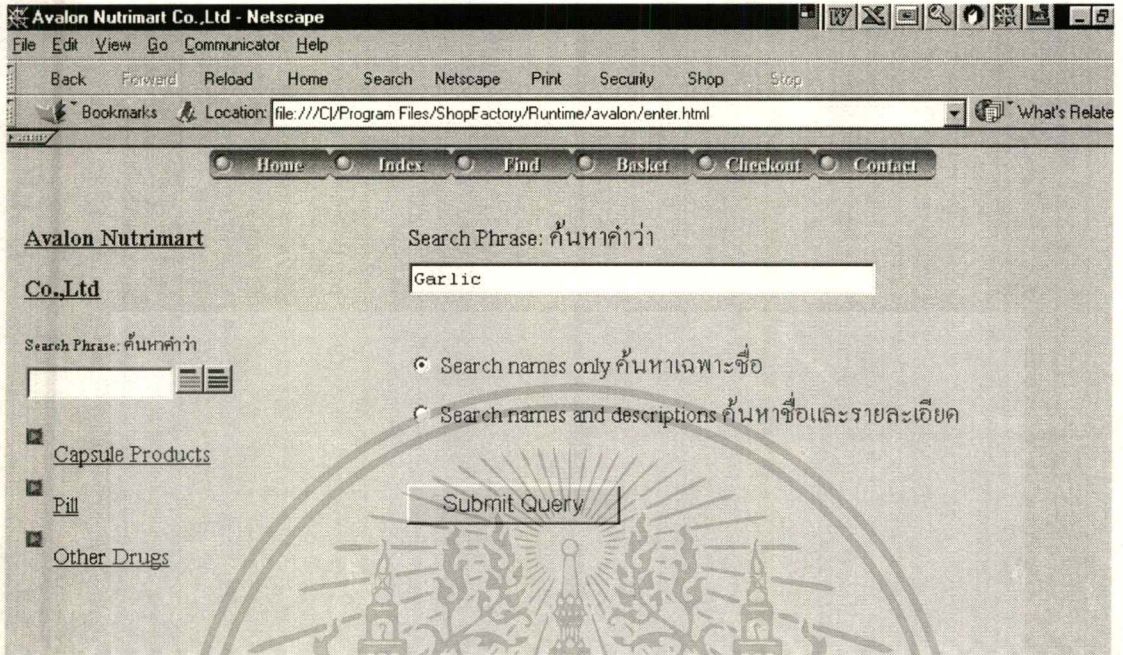 Avalon Nutrimart Co.,Ltd - Netscape
File Edit View Go Communicator Help
Back Forward Reload Home Search Netscape Print Security Shop Stop
Bookmarks Location: file:///C|/Program Files/ShopFactory/Runtime/avalon/enter.html What's Relate
Home Index Find Basket Checkout Contact
Avalon Nutrimart
Co.,Ltd
Search Phrase: ค้นหาคำว่า
Capsule Products
Pill
Other Drugs
Search Phrase: ค้นหาคำว่า
Garlic
Search names only ค้นหาเฉพาะชื่อ
Search names and descriptions ค้นหาชื่อและรายละเอียด
Submit Query